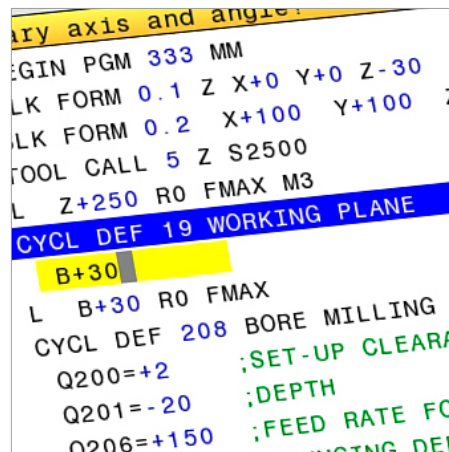 ary axis and angle?
EGIN PGM 333 MM
LK FORM 0.1 Z X+0 Y+0 Z-30
LK FORM 0.2 X+100 Y+100 Z
TOOL CALL 5 Z S2500
L Z+250 R0 FMAX M3
CYCL DEF 19 WORKING PLANE
B+30
L B+30 R0 FMAX
CYCL DEF 208 BORE MILLING
Q200=+2 ;SET-UP CLEARA
Q201=-20 ;DEPTH
Q206=+150 ;FEED RATE FO